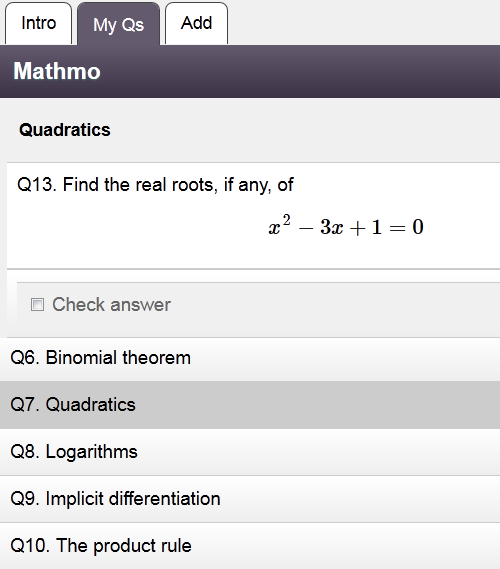 Intro My Qs Add
Mathmo
Quadratics
Q13. Find the real roots, if any, of
x² − 3x + 1 = 0
Check answer
Q6. Binomial theorem
Q7. Quadratics
Q8. Logarithms
Q9. Implicit differentiation
Q10. The product rule